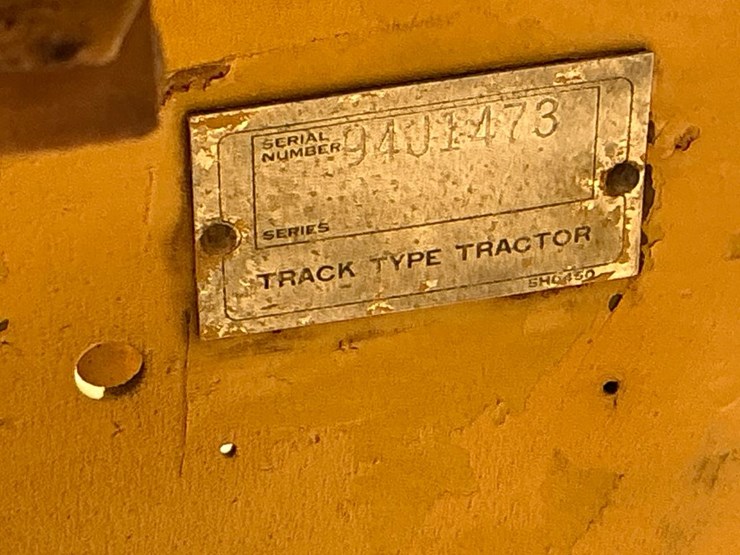 SERIAL
NUMBER 94U1473
SERIES
TRACK TYPE TRACTOR
5H6450